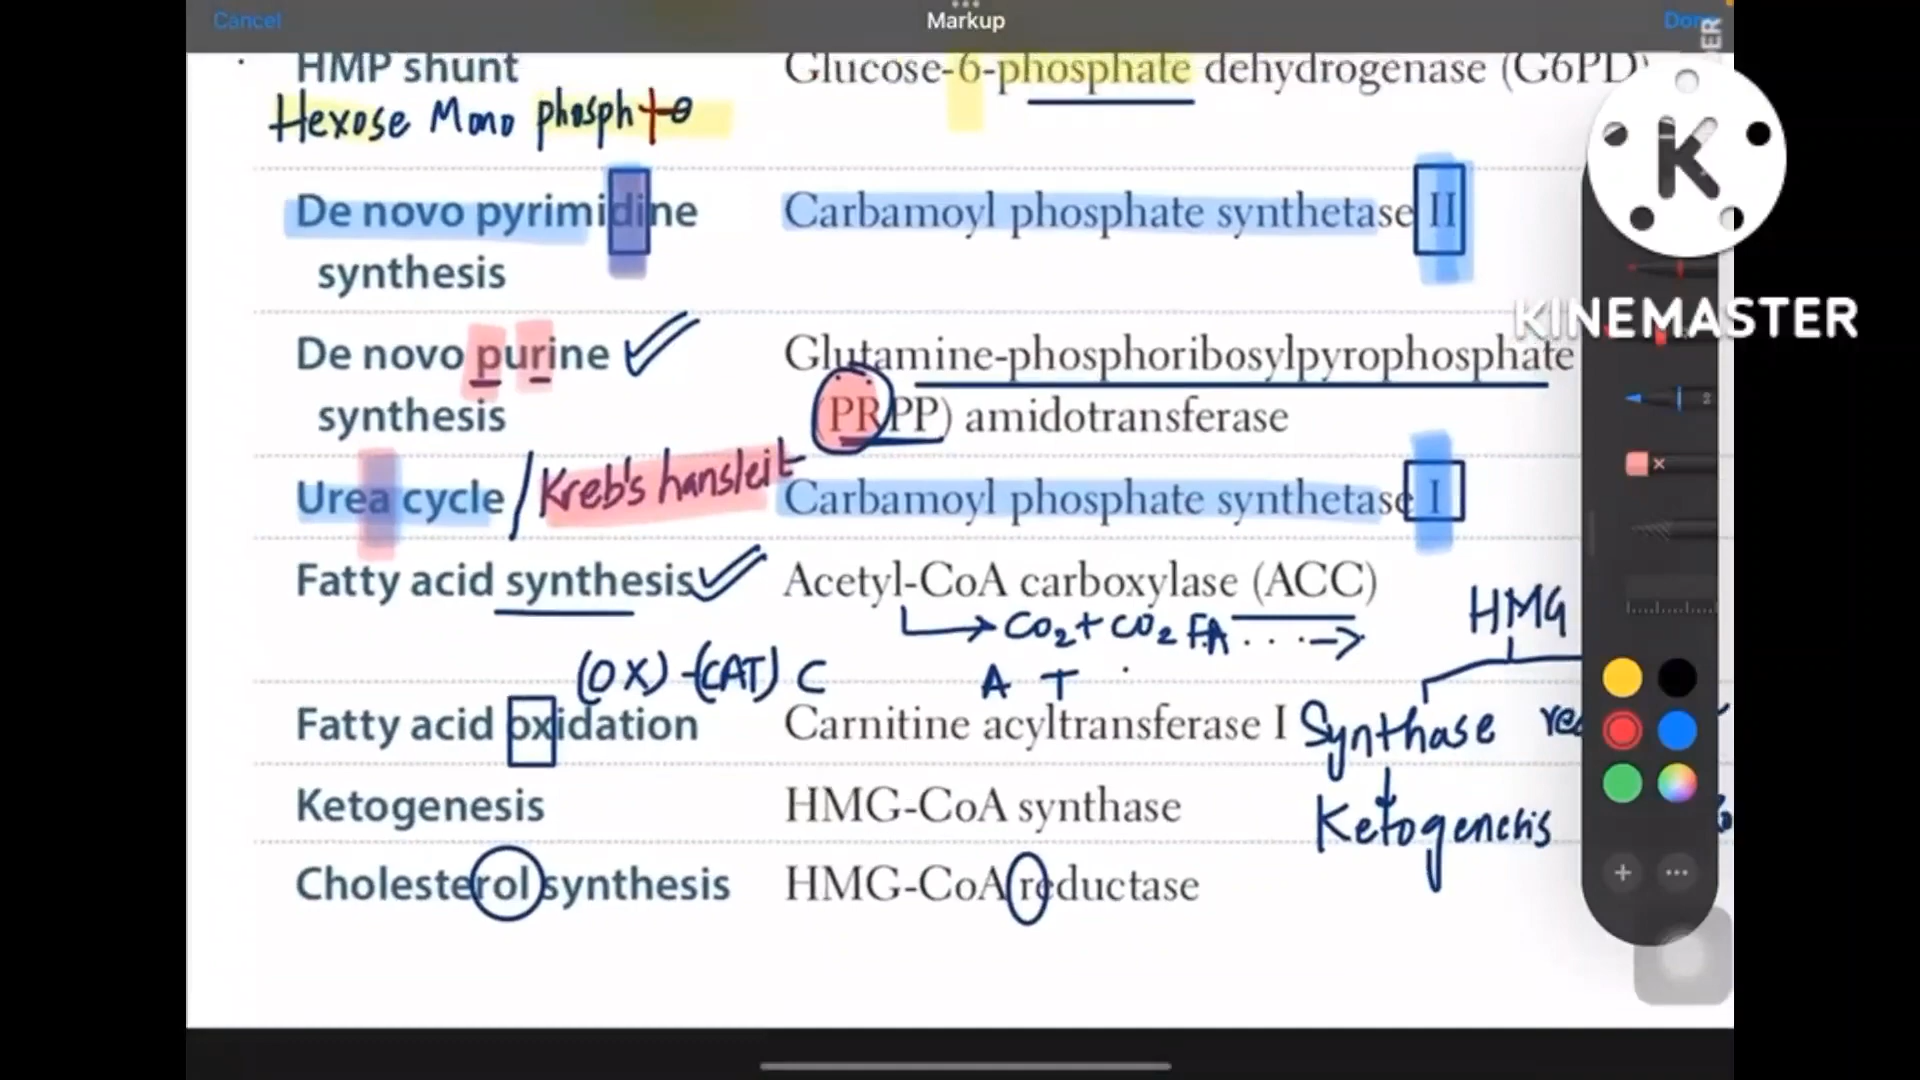 Cancel
Markup
HMP shunt
Glucose-6-phosphate dehydrogenase (G6PD)
Hexose Mono phosph
De novo pyrimidine
synthesis
Carbamoyl phosphate synthetase II
KINEMASTER
De novo purine
synthesis
Glutamine-phosphoribosylpyrophosphate
(PRPP) amidotransferase
Urea cycle / Kreb's hansleit
Carbamoyl phosphate synthetase I
Fatty acid synthesis
Acetyl-CoA carboxylase (ACC)
CO2 + CO2 FA
HMG
(OX) - (CAT) C
A T
Fatty acid oxidation
Carnitine acyltransferase I
Synthase
Ketogenesis
HMG-CoA synthase
Ketogenesis
Cholesterol synthesis
HMG-CoA reductase